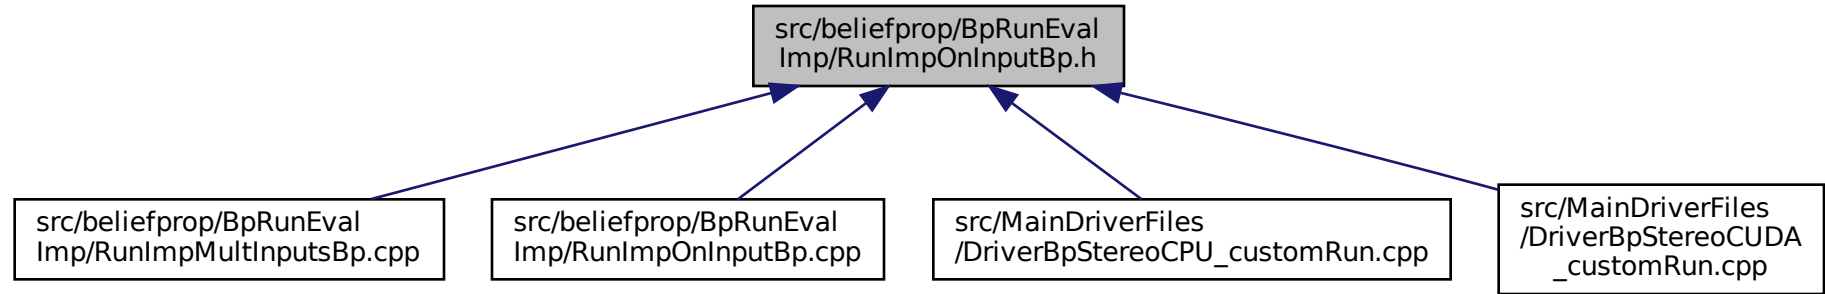 src/beliefprop/BpRunEval
Imp/RunImpOnInputBp.h
src/beliefprop/BpRunEval
Imp/RunImpMultInputsBp.cpp
src/beliefprop/BpRunEval
Imp/RunImpOnInputBp.cpp
src/MainDriverFiles
/DriverBpStereoCPU_customRun.cpp
src/MainDriverFiles
/DriverBpStereoCUDA
_customRun.cpp